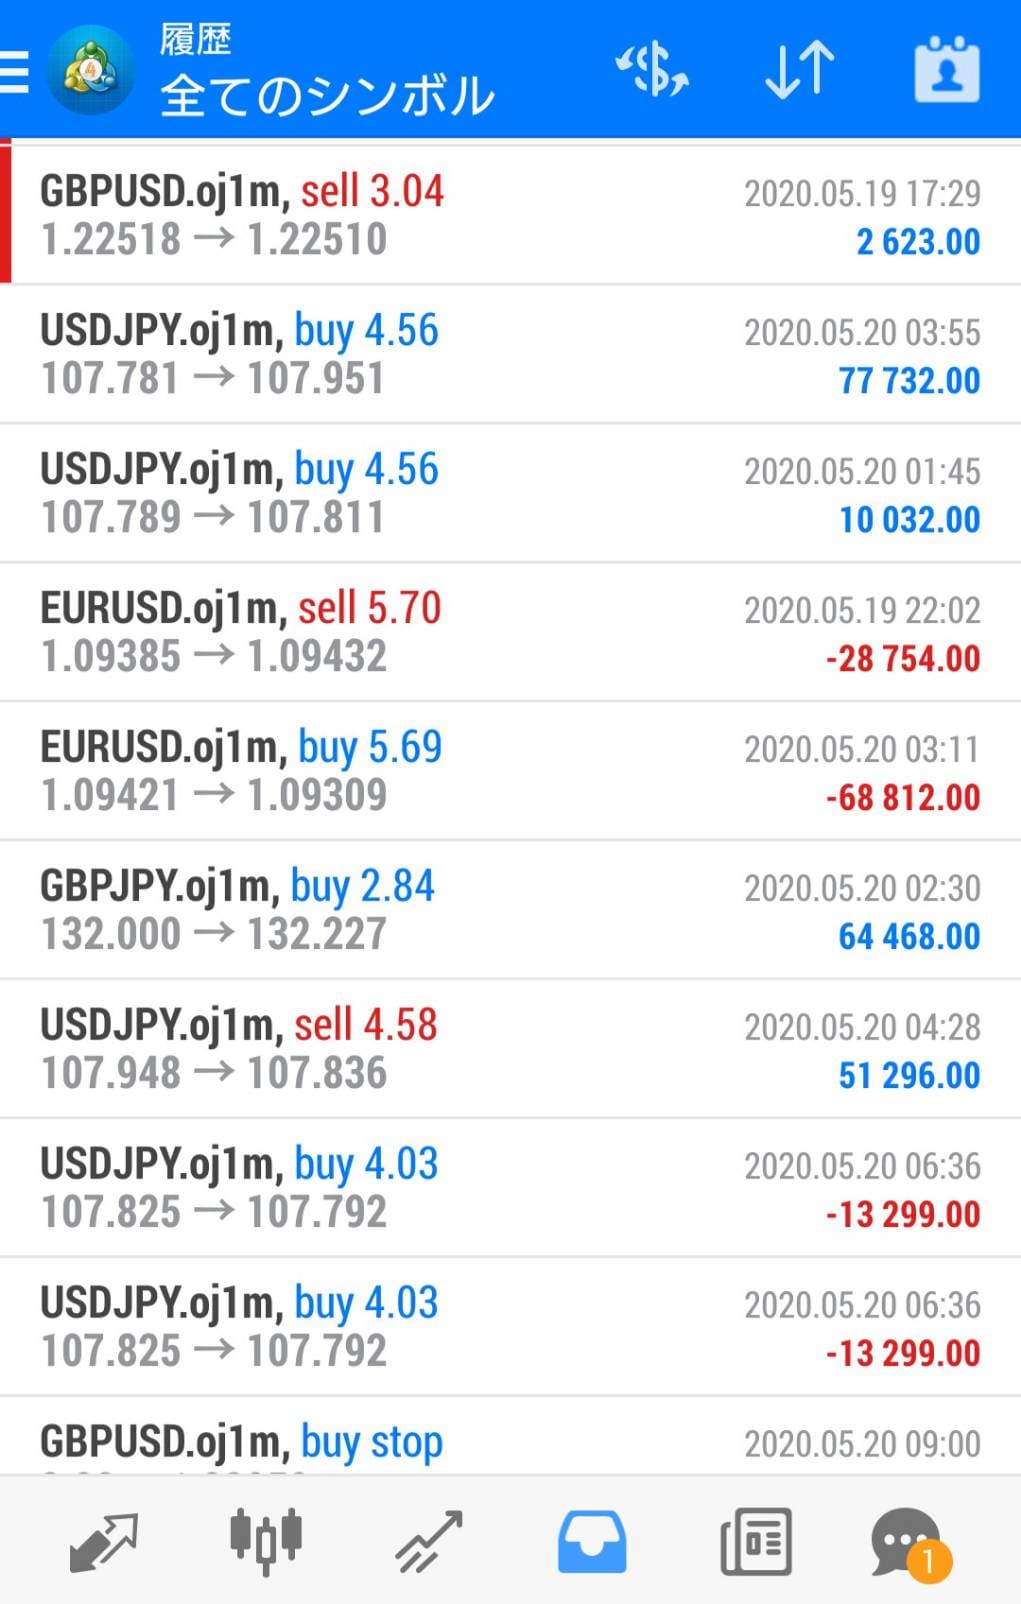 履歴
全てのシンボル
4
GBPUSD.oj1m, sell 3.04
2020.05.19 17:29
1.22518 → 1.22510
2 623.00
USDJPY.oj1m, buy 4.56
2020.05.20 03:55
107.781 → 107.951
77 732.00
USDJPY.oj1m, buy 4.56
2020.05.20 01:45
107.789 → 107.811
10 032.00
EURUSD.oj1m, sell 5.70
2020.05.19 22:02
1.09385 → 1.09432
-28 754.00
EURUSD.oj1m, buy 5.69
2020.05.20 03:11
1.09421 → 1.09309
-68 812.00
GBPJPY.oj1m, buy 2.84
2020.05.20 02:30
132.000 → 132.227
64 468.00
USDJPY.oj1m, sell 4.58
2020.05.20 04:28
107.948 → 107.836
51 296.00
USDJPY.oj1m, buy 4.03
2020.05.20 06:36
107.825 → 107.792
-13 299.00
USDJPY.oj1m, buy 4.03
2020.05.20 06:36
107.825 → 107.792
-13 299.00
GBPUSD.oj1m, buy stop
2020.05.20 09:00
1